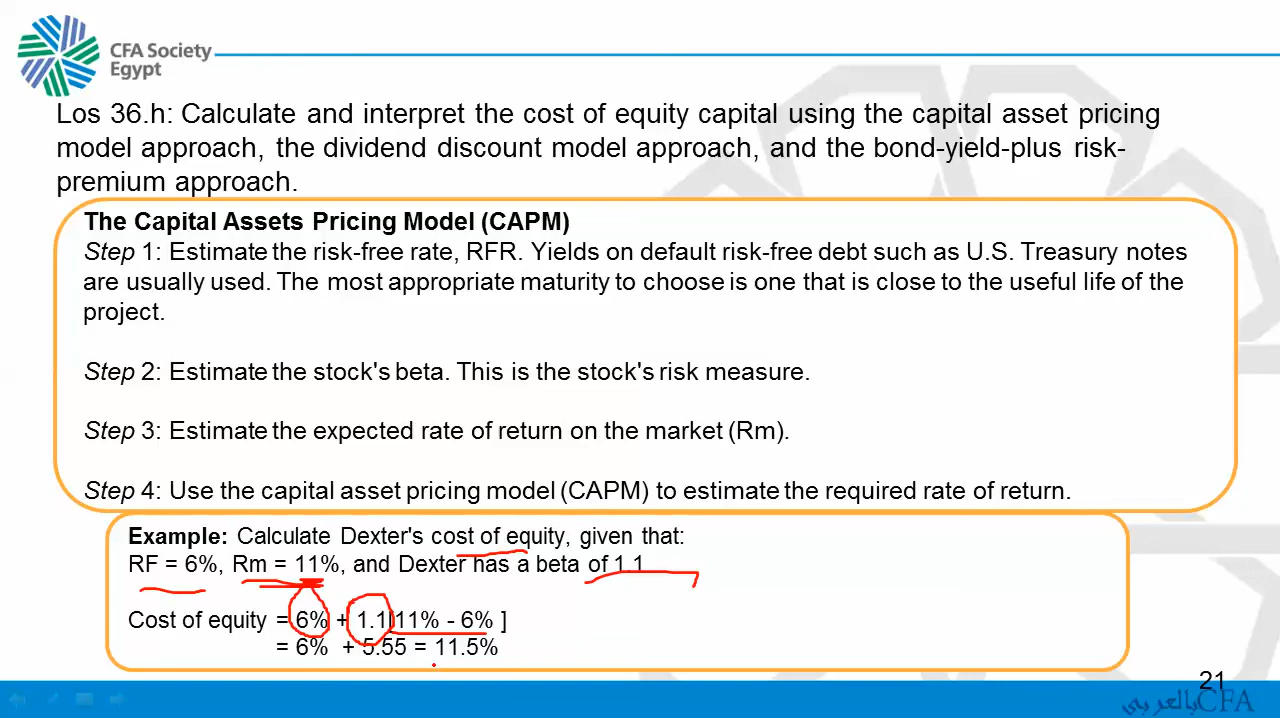 CFA Society
Egypt
Los 36.h: Calculate and interpret the cost of equity capital using the capital asset pricing
model approach, the dividend discount model approach, and the bond-yield-plus risk-
premium approach.
The Capital Assets Pricing Model (CAPM)
Step 1: Estimate the risk-free rate, RFR. Yields on default risk-free debt such as U.S. Treasury notes
are usually used. The most appropriate maturity to choose is one that is close to the useful life of the
project.
Step 2: Estimate the stock's beta. This is the stock's risk measure.
Step 3: Estimate the expected rate of return on the market (Rm).
Step 4: Use the capital asset pricing model (CAPM) to estimate the required rate of return.
Example: Calculate Dexter's cost of equity, given that:
RF = 6%, Rm = 11%, and Dexter has a beta of 1.1
Cost of equity = 6% + 1.1[11% - 6% ]
= 6% + 5.55 = 11.5%
21
CFA بالعربي